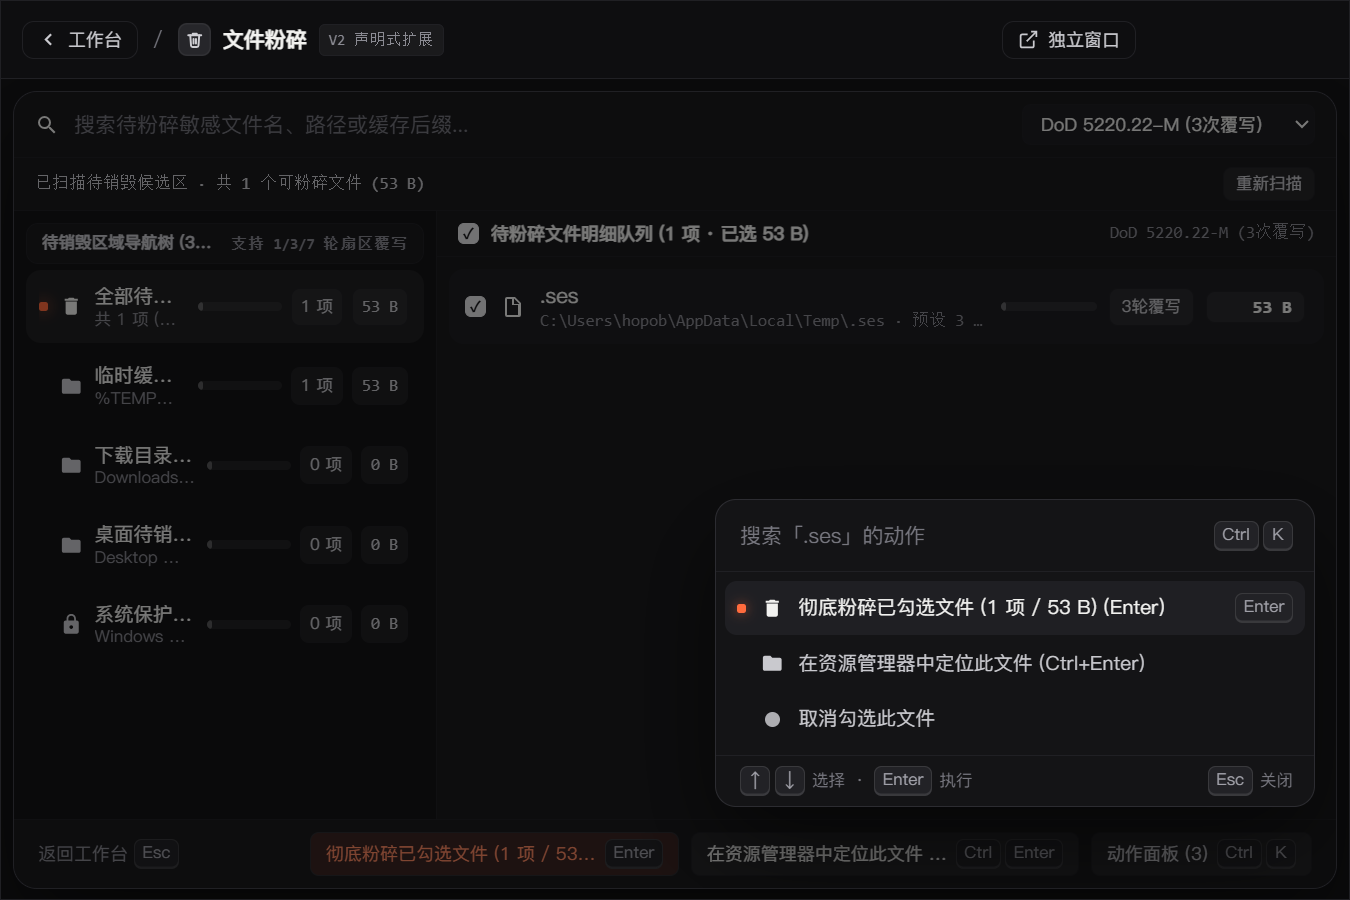 工作台 / 文件粉碎 V2 声明式扩展 独立窗口
搜索待粉碎敏感文件名、路径或缓存后缀... DoD 5220.22-M (3次覆写)
已扫描待销毁候选区 · 共 1 个可粉碎文件 (53 B) 重新扫描
待销毁区域导航树 (3... 支持 1/3/7 轮扇区覆写
待粉碎文件明细队列 (1 项 · 已选 53 B) DoD 5220.22-M (3次覆写)
全部待... 1 项 53 B
共 1 项 (...
.ses 3轮覆写 53 B
C:\Users\hopob\AppData\Local\Temp\.ses · 预设 3 …
临时缓... 1 项 53 B
%TEMP...
下载目录... 0 项 0 B
Downloads...
桌面待销... 0 项 0 B
Desktop ...
系统保护... 0 项 0 B
Windows ...
搜索「.ses」的动作 Ctrl K
彻底粉碎已勾选文件 (1 项 / 53 B) (Enter) Enter
在资源管理器中定位此文件 (Ctrl+Enter)
取消勾选此文件
↑ ↓ 选择 · Enter 执行 Esc 关闭
返回工作台 Esc 彻底粉碎已勾选文件 (1 项 / 53... Enter 在资源管理器中定位此文件 ... Ctrl Enter 动作面板 (3) Ctrl K